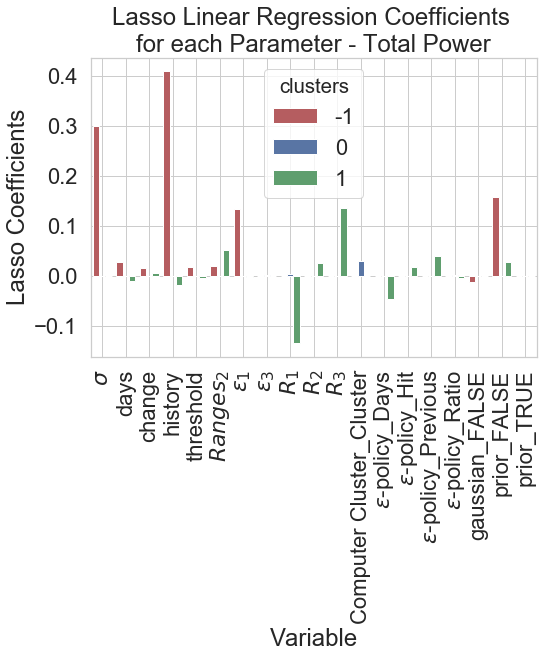 Lasso Linear Regression Coefficients
for each Parameter - Total Power
Lasso Coefficients
0.4
0.3
0.2
0.1
0.0
−0.1
clusters
-1
0
1
σ
days
change
history
threshold
Ranges₂
ε₁
ε₃
R₁
R₂
R₃
Computer Cluster_Cluster
ε-policy_Days
ε-policy_Hit
ε-policy_Previous
ε-policy_Ratio
gaussian_FALSE
prior_FALSE
prior_TRUE
Variable